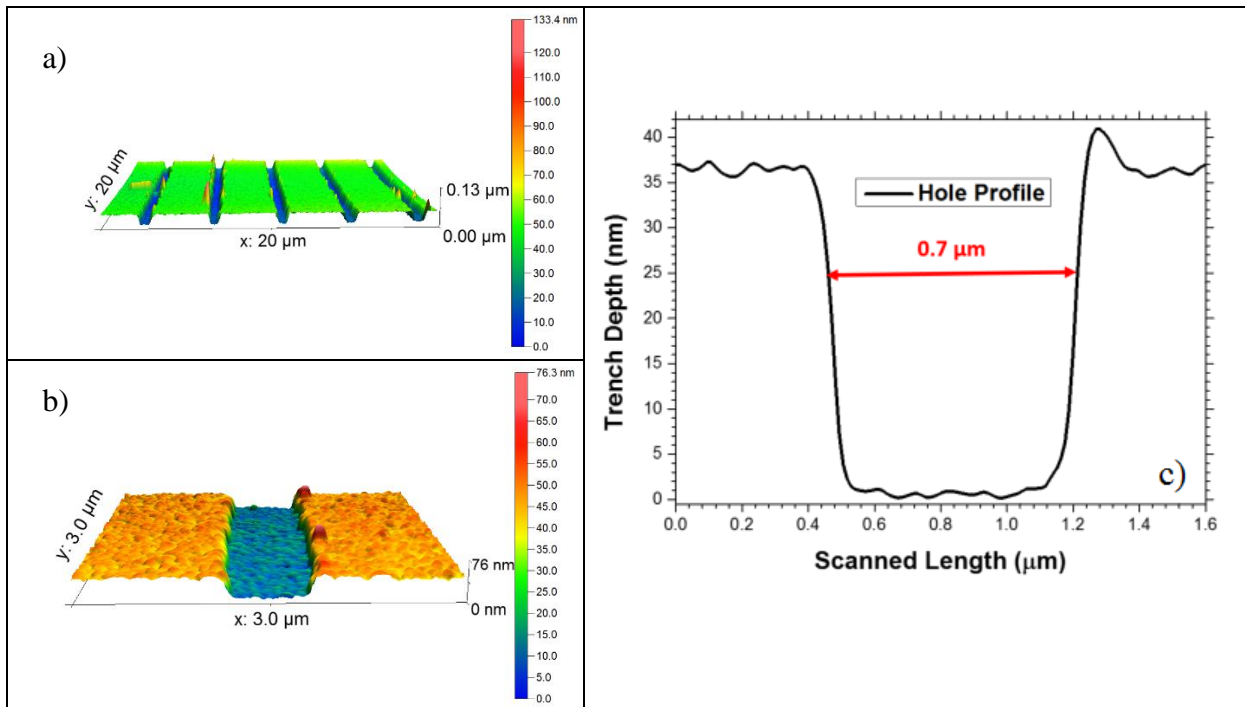 a)
133.4 nm
120.0
110.0
100.0
90.0
80.0
70.0
60.0
50.0
40.0
30.0
20.0
10.0
0.0
y: 20 µm
x: 20 µm
0.13 µm
0.00 µm
b)
76.3 nm
70.0
65.0
60.0
55.0
50.0
45.0
40.0
35.0
30.0
25.0
20.0
15.0
10.0
5.0
0.0
y: 3.0 µm
x: 3.0 µm
76 nm
0 nm
Trench Depth (nm)
40
35
30
25
20
15
10
5
0
Hole Profile
0.7 µm
c)
0.0 0.2 0.4 0.6 0.8 1.0 1.2 1.4 1.6
Scanned Length (µm)